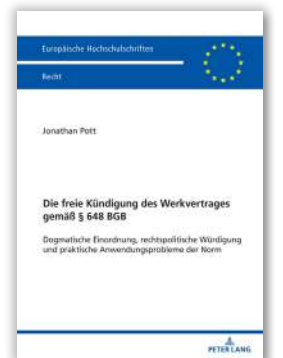 Europäische Hochschulschriften
Recht
Jonathan Pott
Die freie Kündigung des Werkvertrages
gemäß § 648 BGB
Dogmatische Einordnung, rechtspolitische Würdigung
und praktische Anwendungsprobleme der Norm
PETER LANG